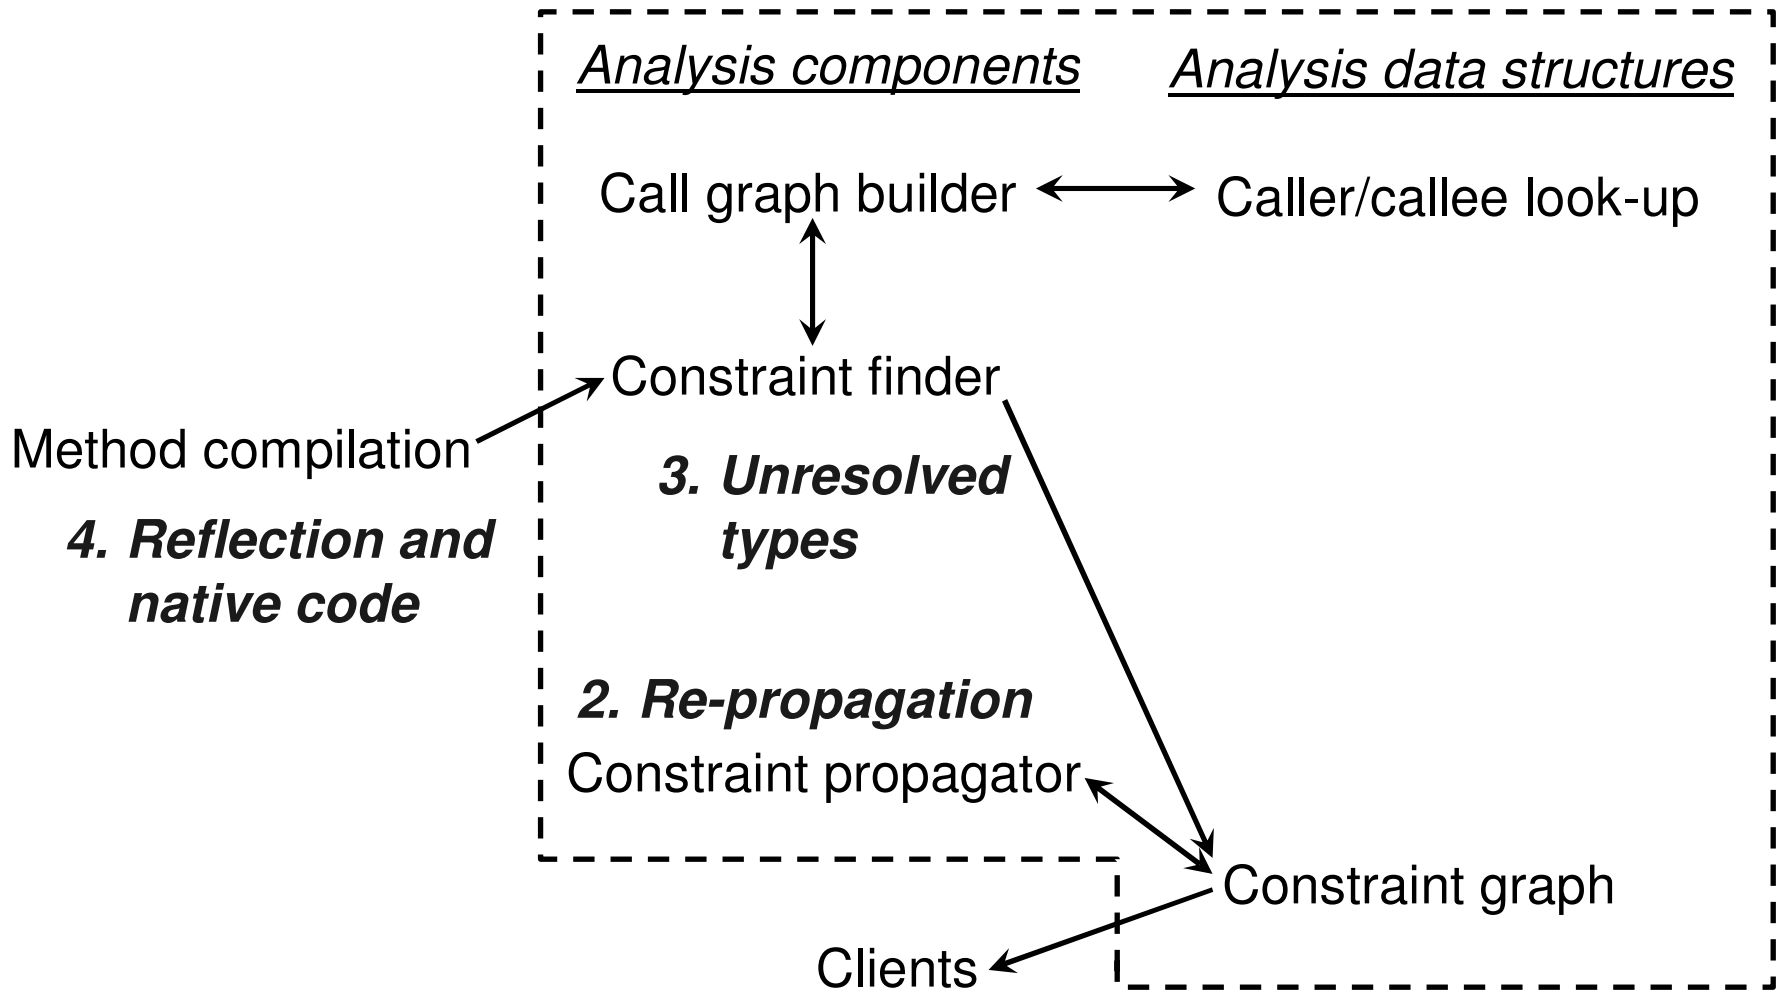 Analysis components
Analysis data structures
Call graph builder
Caller/callee look-up
Constraint finder
Method compilation
3. Unresolved
types
4. Reflection and
native code
2. Re-propagation
Constraint propagator
Constraint graph
Clients